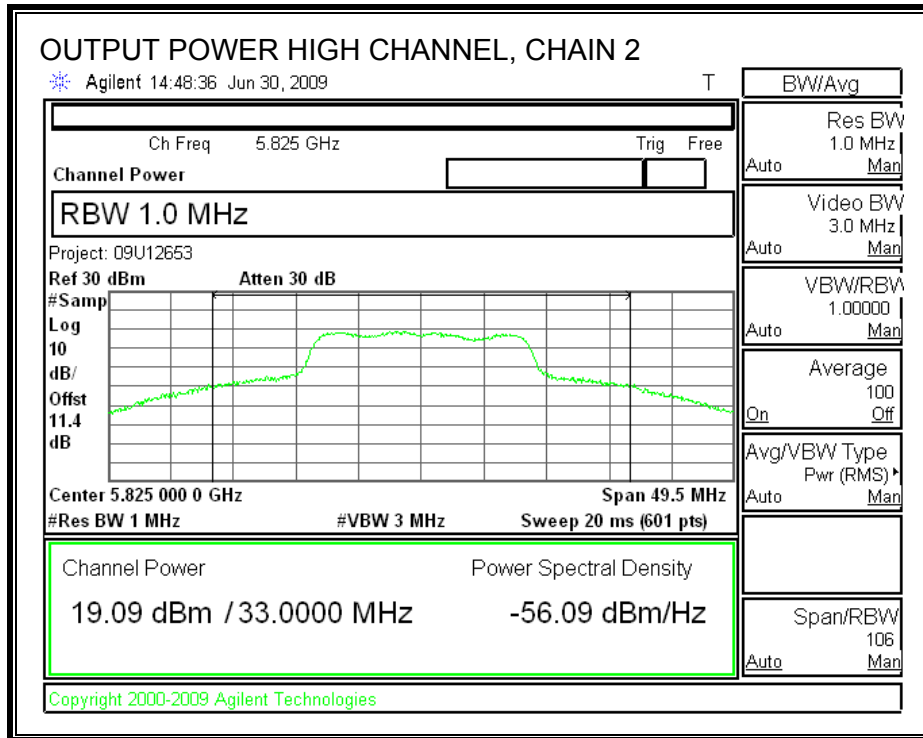 OUTPUT POWER HIGH CHANNEL, CHAIN 2
Agilent 14:48:36 Jun 30, 2009 T
Ch Freq 5.825 GHz Trig Free
Channel Power
RBW 1.0 MHz
Project: 09U12653
Ref 30 dBm Atten 30 dB
#Samp
Log
10
dB/
Offst
11.4
dB
Center 5.825 000 0 GHz Span 49.5 MHz
#Res BW 1 MHz #VBW 3 MHz Sweep 20 ms (601 pts)
Channel Power Power Spectral Density
19.09 dBm / 33.0000 MHz -56.09 dBm/Hz
Copyright 2000-2009 Agilent Technologies
BW/Avg
Res BW
1.0 MHz
Auto Man
Video BW
3.0 MHz
Auto Man
VBW/RBW
1.00000
Auto Man
Average
100
On Off
Avg/VBW Type
Pwr (RMS)
Auto Man
Span/RBW
106
Auto Man